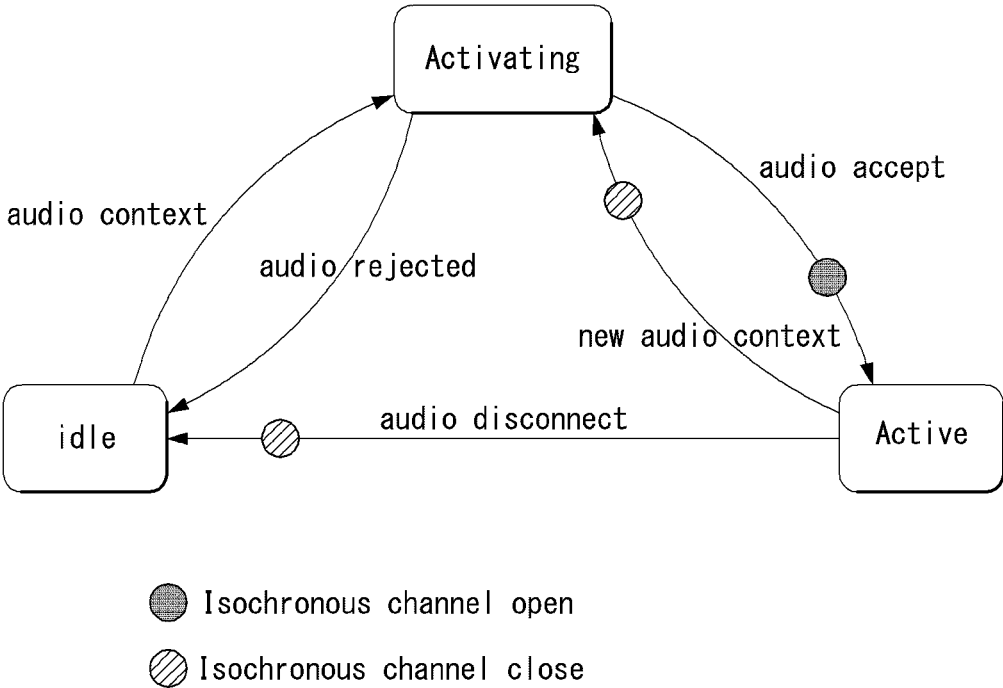 Activating
audio accept
audio context
audio rejected
new audio context
audio disconnect
idle
Active
Isochronous channel open
Isochronous channel close